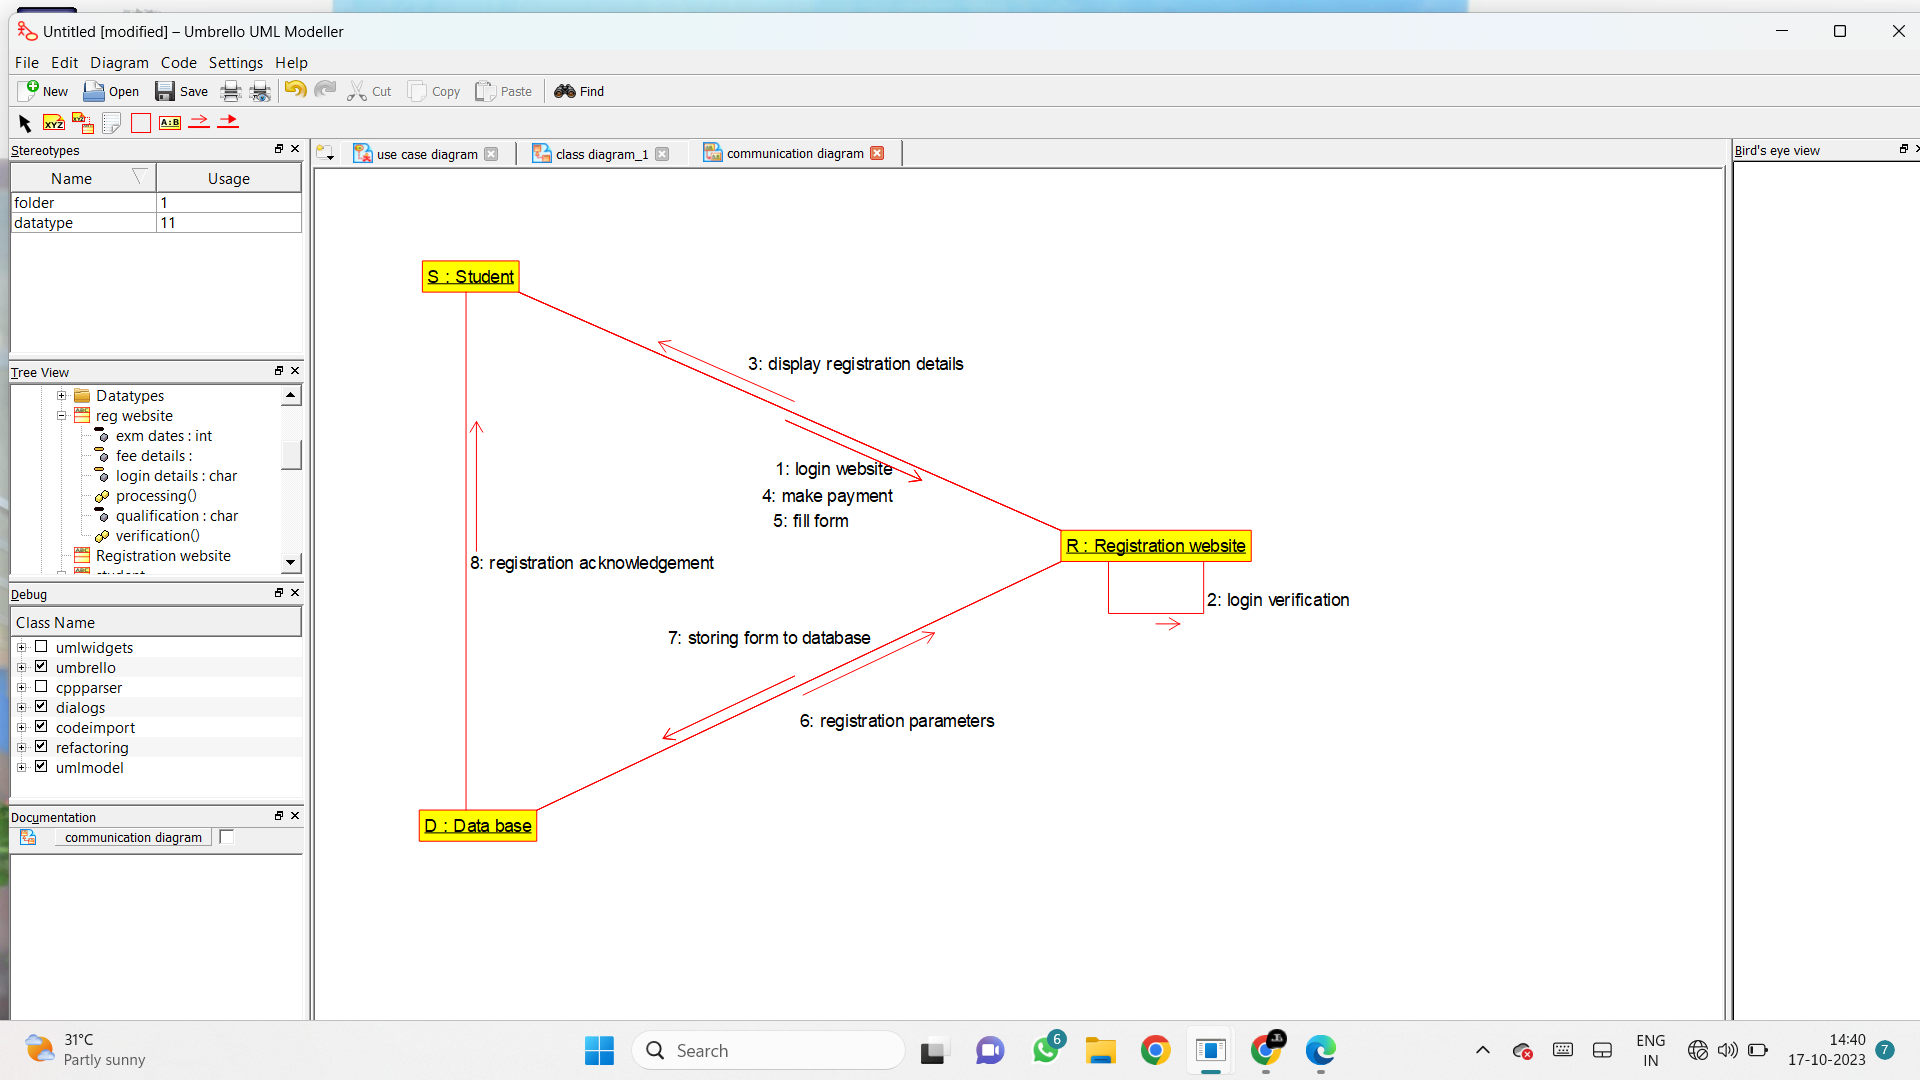 Untitled [modified] – Umbrello UML Modeller
File Edit Diagram Code Settings Help
New Open Save Cut Copy Paste Find
XYZ XYZ A:B
Stereotypes
Name Usage
folder 1
datatype 11
Tree View
Datatypes
reg website
exm dates : int
fee details :
login details : char
processing()
qualification : char
verification()
Registration website
Debug
Class Name
umlwidgets
umbrello
cppparser
dialogs
codeimport
refactoring
umlmodel
Documentation
communication diagram
use case diagram class diagram_1 communication diagram
S : Student
3: display registration details
1: login website
4: make payment
5: fill form
R : Registration website
8: registration acknowledgement
2: login verification
7: storing form to database
6: registration parameters
D : Data base
Bird's eye view
31°C
Partly sunny
Search
6
ENG
IN
14:40
17-10-2023
7